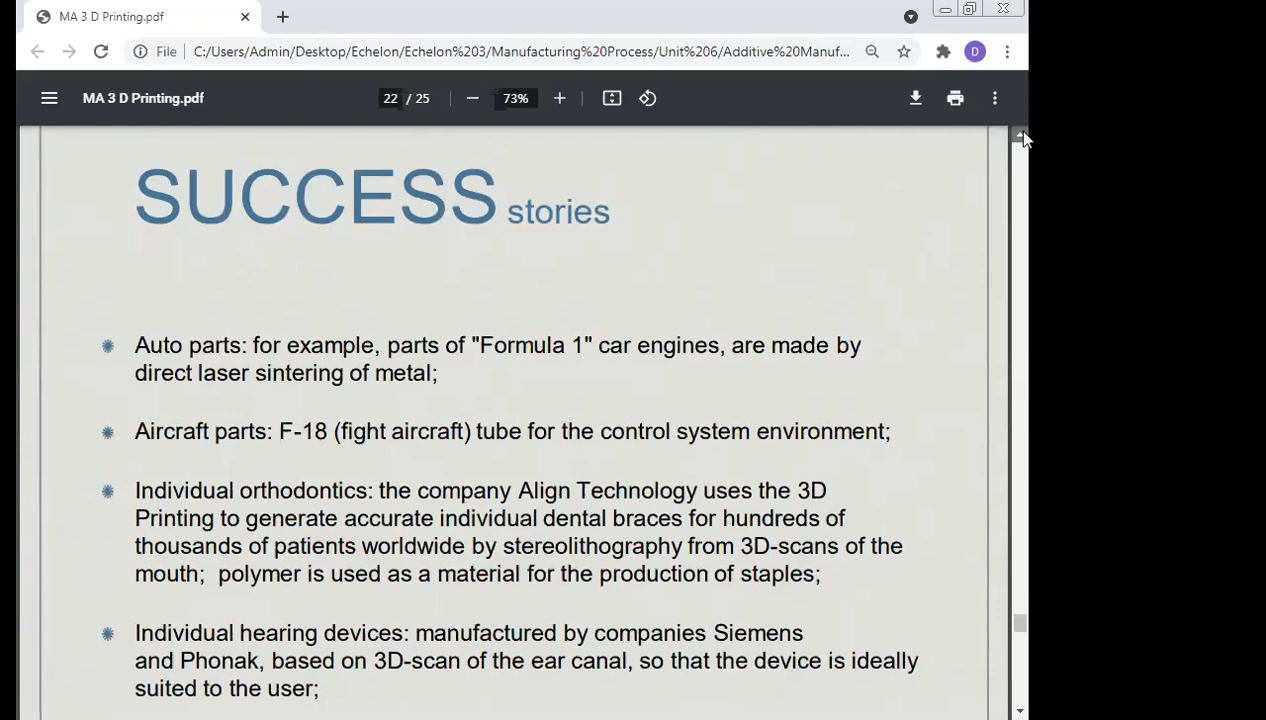 MA 3 D Printing.pdf
File C:/Users/Admin/Desktop/Echelon/Echelon%203/Manufacturing%20Process/Unit%206/Additive%20Manuf...
D
MA 3 D Printing.pdf 22 / 25 73%
SUCCESS stories
Auto parts: for example, parts of "Formula 1" car engines, are made by
direct laser sintering of metal;
Aircraft parts: F-18 (fight aircraft) tube for the control system environment;
Individual orthodontics: the company Align Technology uses the 3D
Printing to generate accurate individual dental braces for hundreds of
thousands of patients worldwide by stereolithography from 3D-scans of the
mouth; polymer is used as a material for the production of staples;
Individual hearing devices: manufactured by companies Siemens
and Phonak, based on 3D-scan of the ear canal, so that the device is ideally
suited to the user;